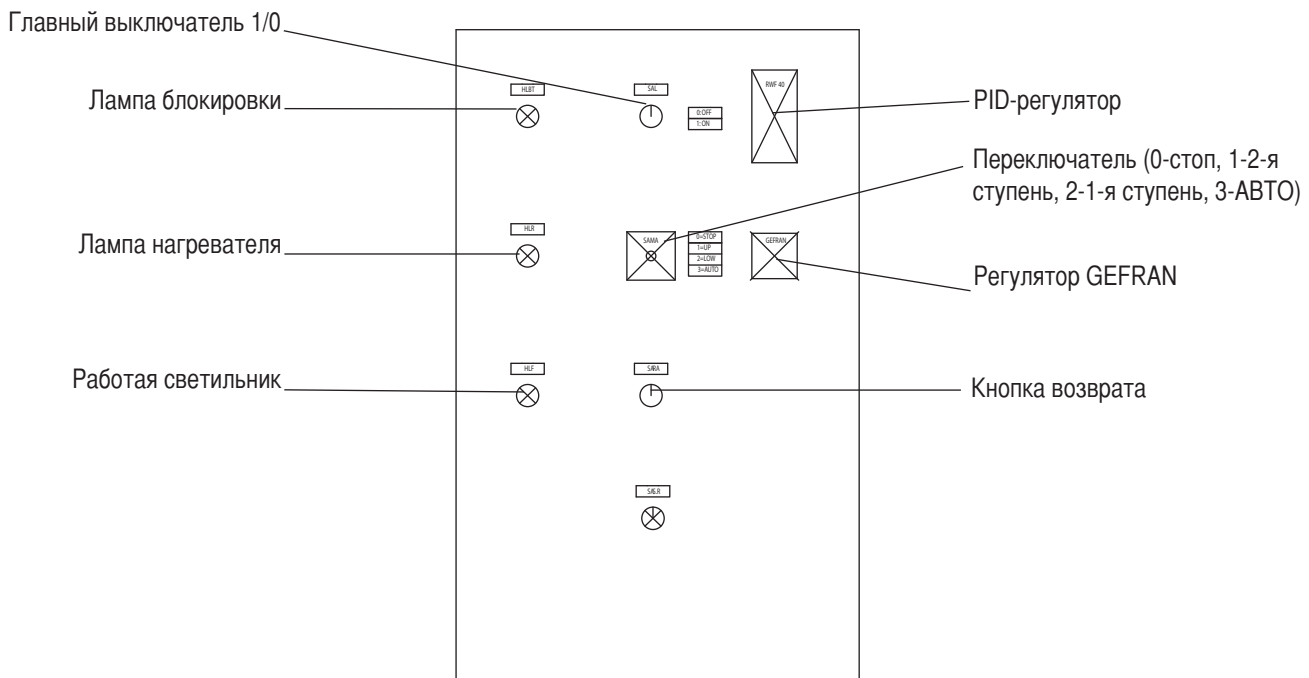 Главный выключатель 1/0
Лампа блокировки
HLBT
SAL
0:OFF
1: ON
RWF 40
PID-регулятор
Переключатель (0-стоп, 1-2-я
ступень, 2-1-я ступень, 3-АВТО)
Лампа нагревателя
HLR
SAMA
0=STOP
1=UP
2=LOW
3=AUTO
GEFRAN
Регулятор GEFRAN
Работая светильник
HLF
SARA
Кнопка возврата
SAS.R